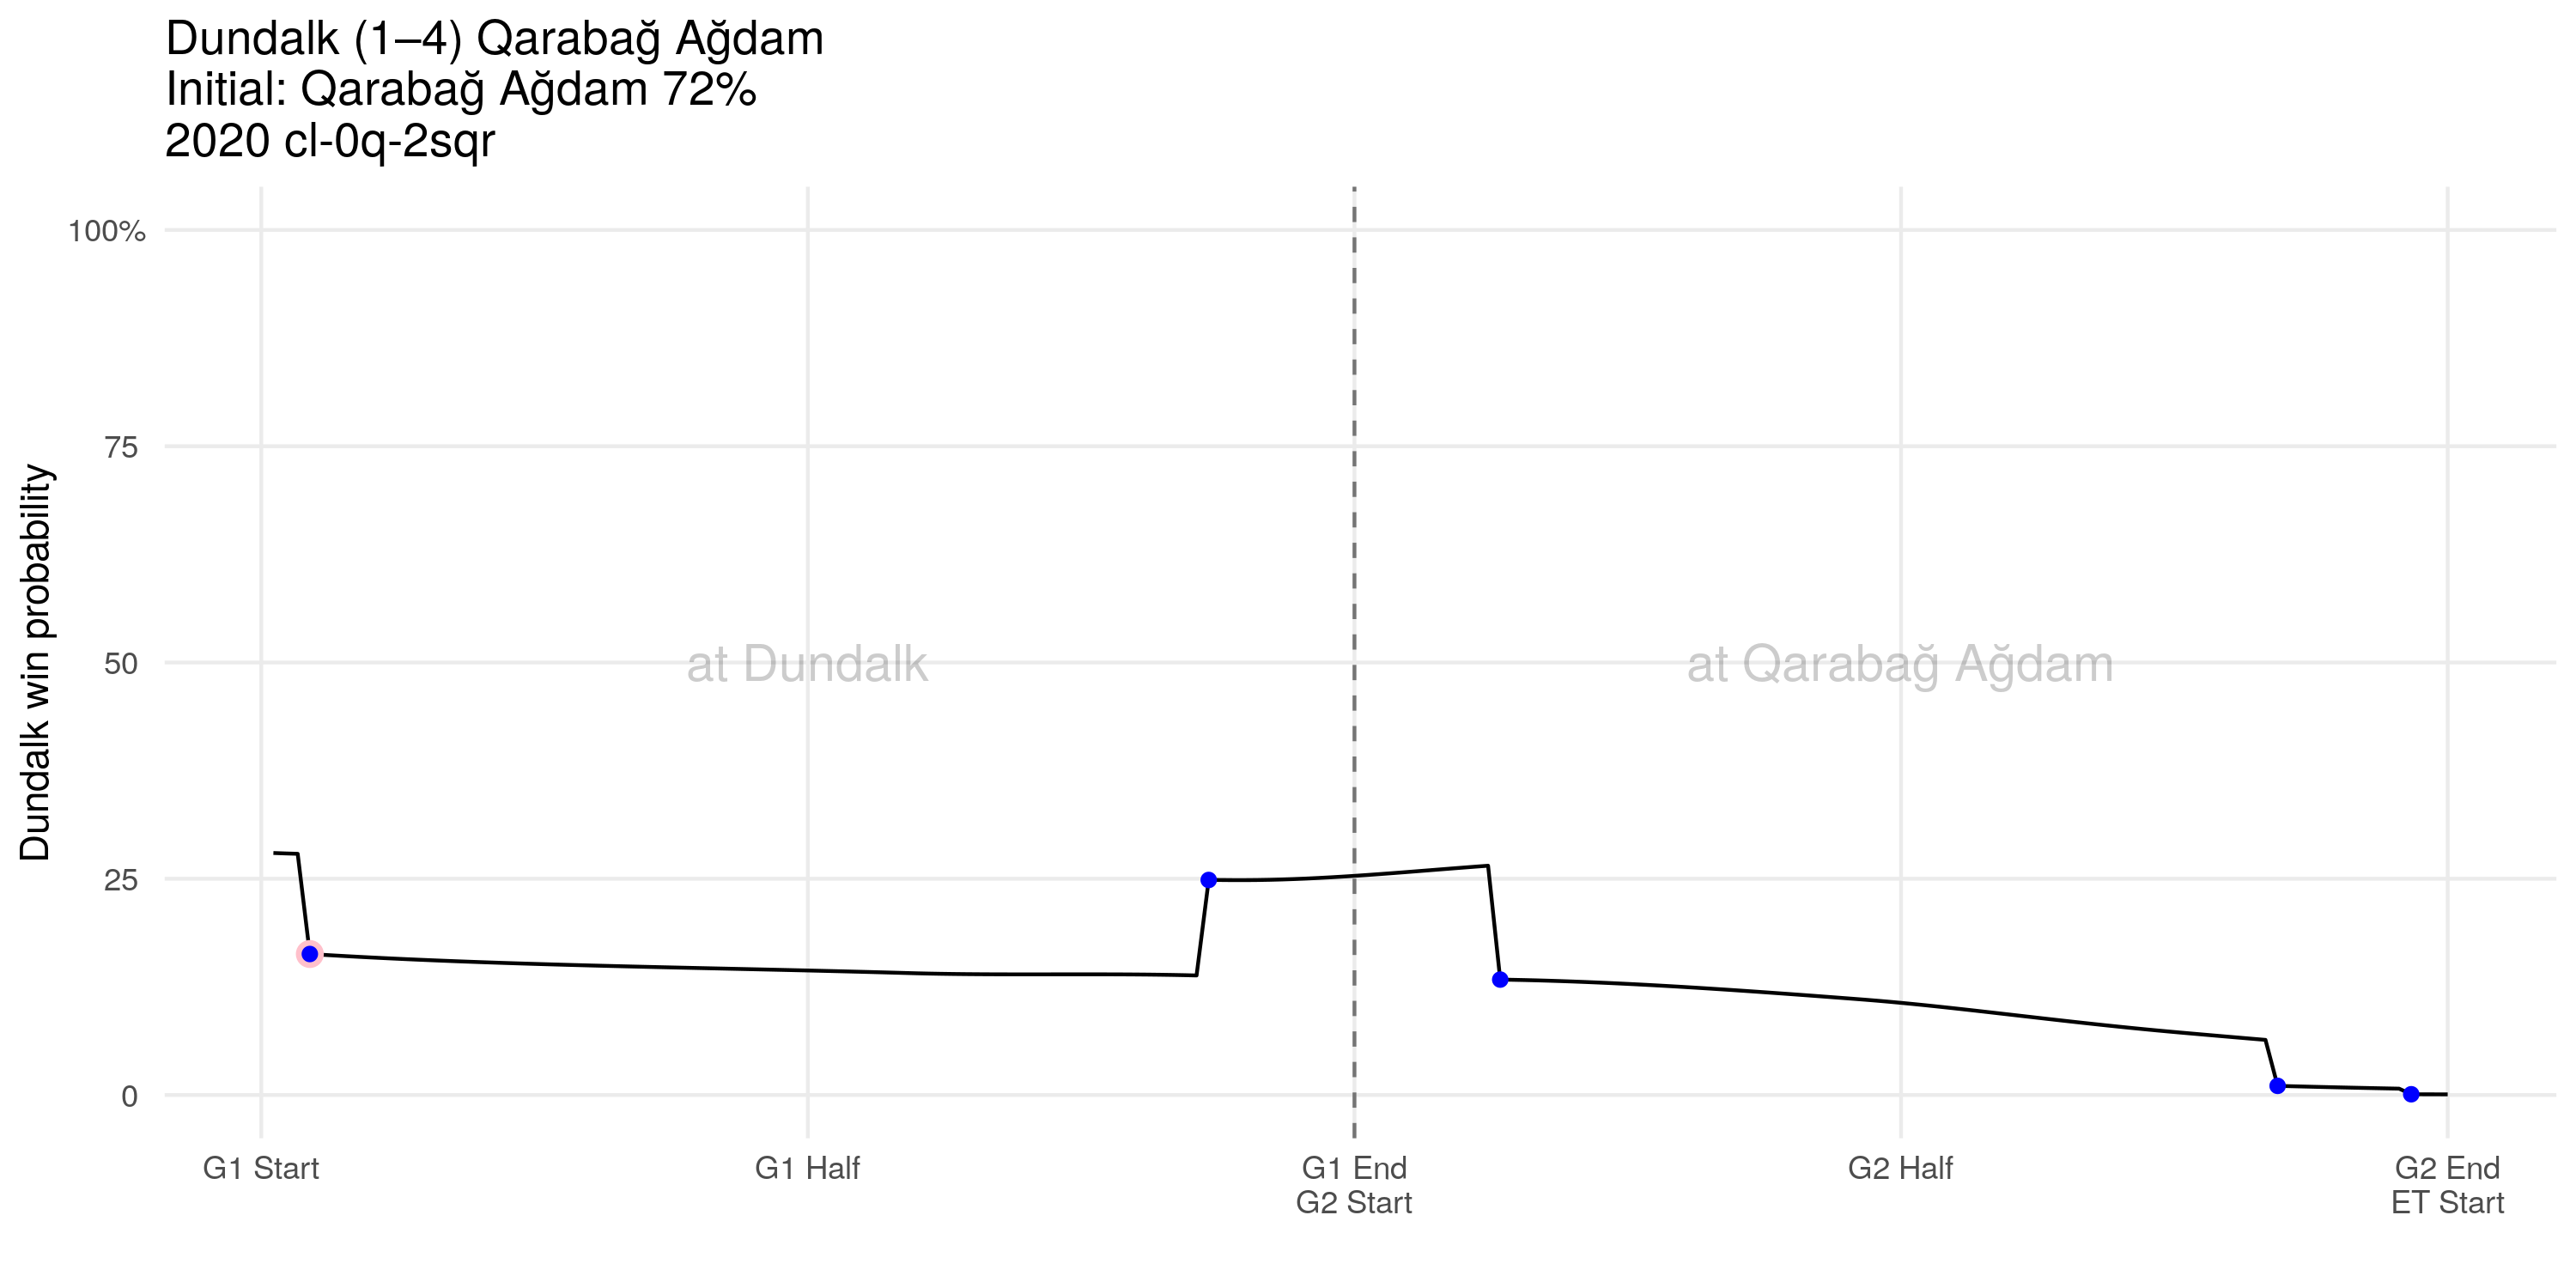 Dundalk (1–4) Qarabağ Ağdam
Initial: Qarabağ Ağdam 72%
2020 cl-0q-2sqr
Dundalk win probability
100%
75
50
25
0
at Dundalk
at Qarabağ Ağdam
G1 Start
G1 Half
G1 End
G2 Start
G2 Half
G2 End
ET Start